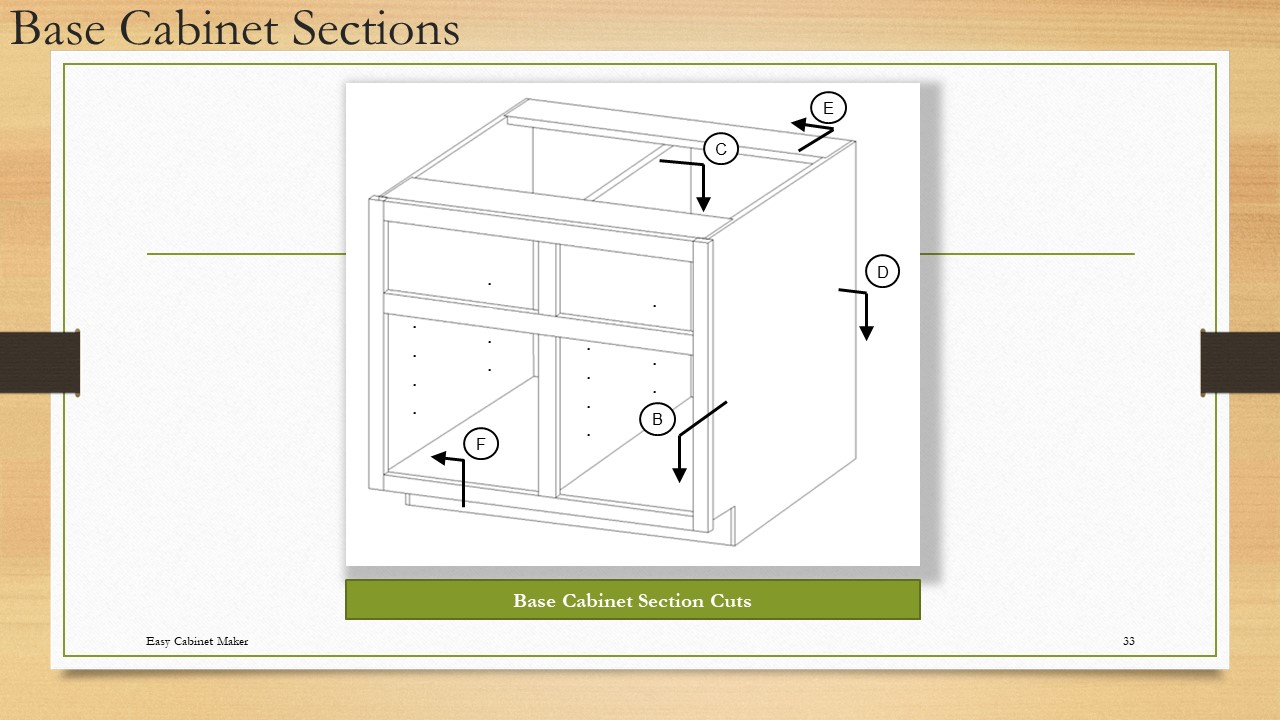 Base Cabinet Sections
E
C
D
B
F
Base Cabinet Section Cuts
Easy Cabinet Maker
33